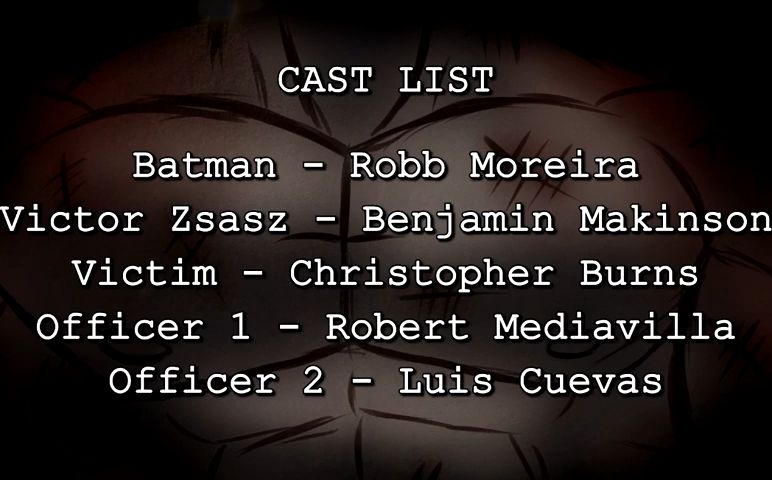 CAST LIST
Batman - Robb Moreira
Victor Zsasz - Benjamin Makinson
Victim - Christopher Burns
Officer 1 - Robert Mediavilla
Officer 2 - Luis Cuevas